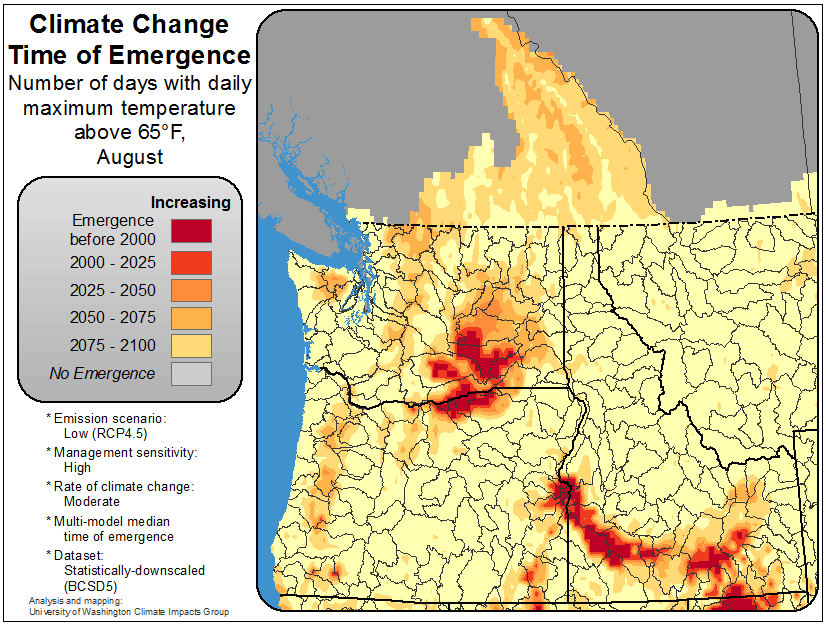 Climate Change
Time of Emergence
Number of days with daily
maximum temperature
above 65°F,
August
Increasing
Emergence
before 2000
2000 - 2025
2025 - 2050
2050 - 2075
2075 - 2100
No Emergence
* Emission scenario:
Low (RCP4.5)
* Management sensitivity:
High
* Rate of climate change:
Moderate
* Multi-model median
time of emergence
* Dataset:
Statistically-downscaled
(BCSD5)
Analysis and mapping:
University of Washington Climate Impacts Group